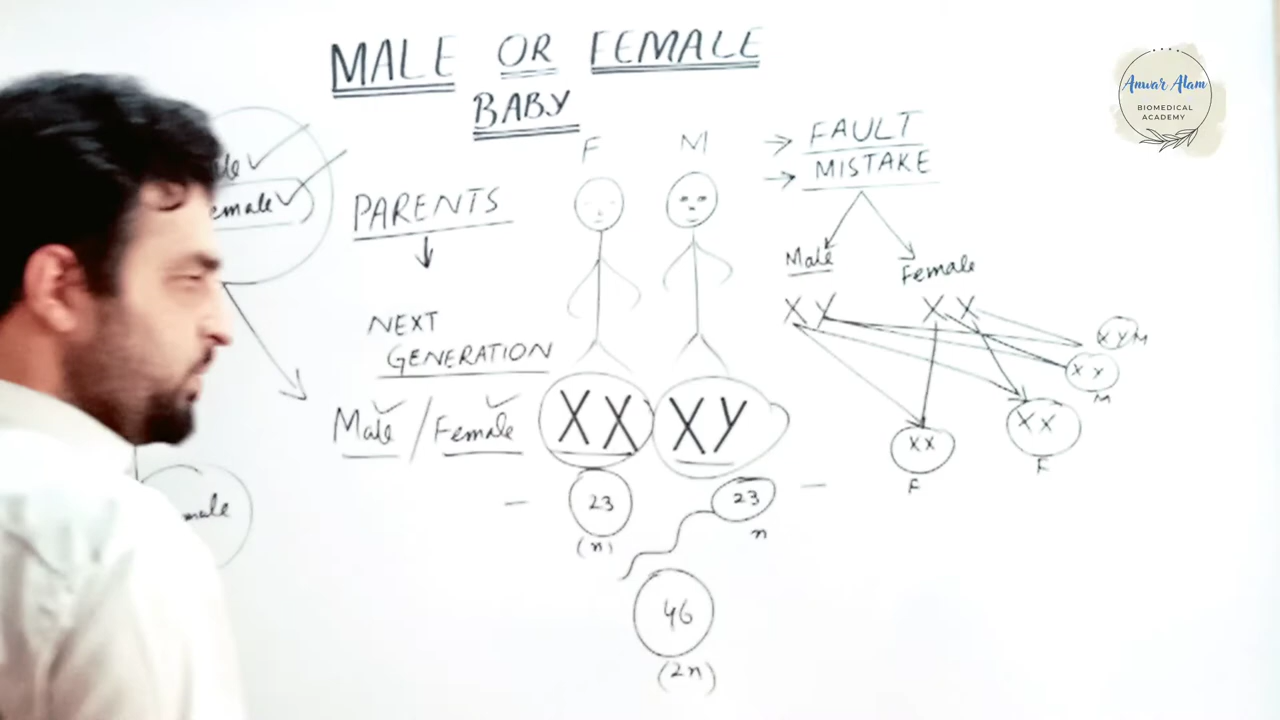 MALE OR FEMALE
BABY
Anwar Alam
BIOMEDICAL
ACADEMY
PARENTS
NEXT
GENERATION
Male / Female
F
M
XX
XY
23
(n)
23
n
46
(2n)
→ FAULT
→ MISTAKE
Male
Female
XY
XX
XYM
XY
M
XX
F
XX
F